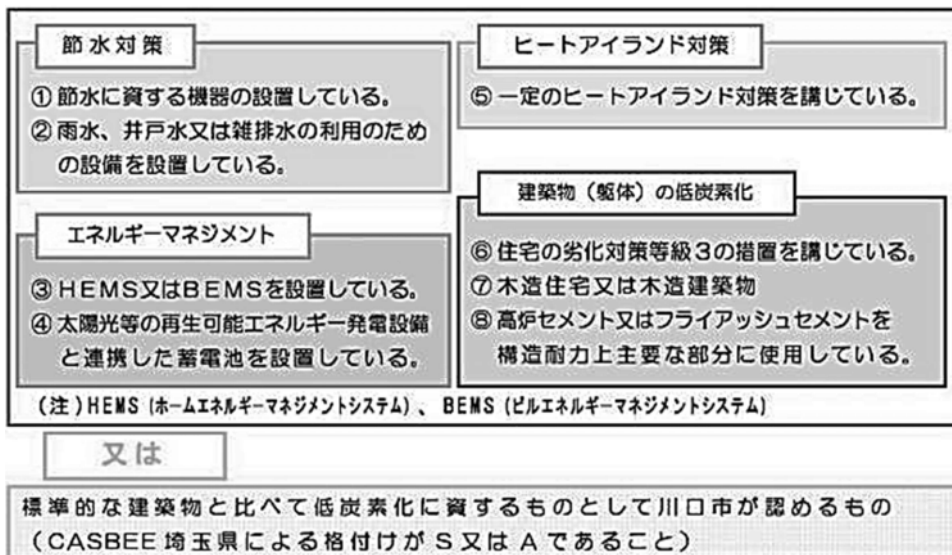 節水対策
①節水に資する機器の設置している。
②雨水、井戸水又は雑排水の利用のため
の設備を設置している。
エネルギーマネジメント
③HEMS又はBEMSを設置している。
④太陽光等の再生可能エネルギー発電設備
と連携した蓄電池を設置している。
ヒートアイランド対策
⑤一定のヒートアイランド対策を講じている。
建築物（躯体）の低炭素化
⑥住宅の劣化対策等級3の措置を講じている。
⑦木造住宅又は木造建築物
⑧高炉セメント又はフライアッシュセメントを
構造耐力上主要な部分に使用している。
（注）HEMS（ホームエネルギーマネジメントシステム）、BEMS（ビルエネルギーマネジメントシステム）
又は
標準的な建築物と比べて低炭素化に資するものとして川口市が認めるもの
（CASBEE埼玉県による格付けがS又はAであること）